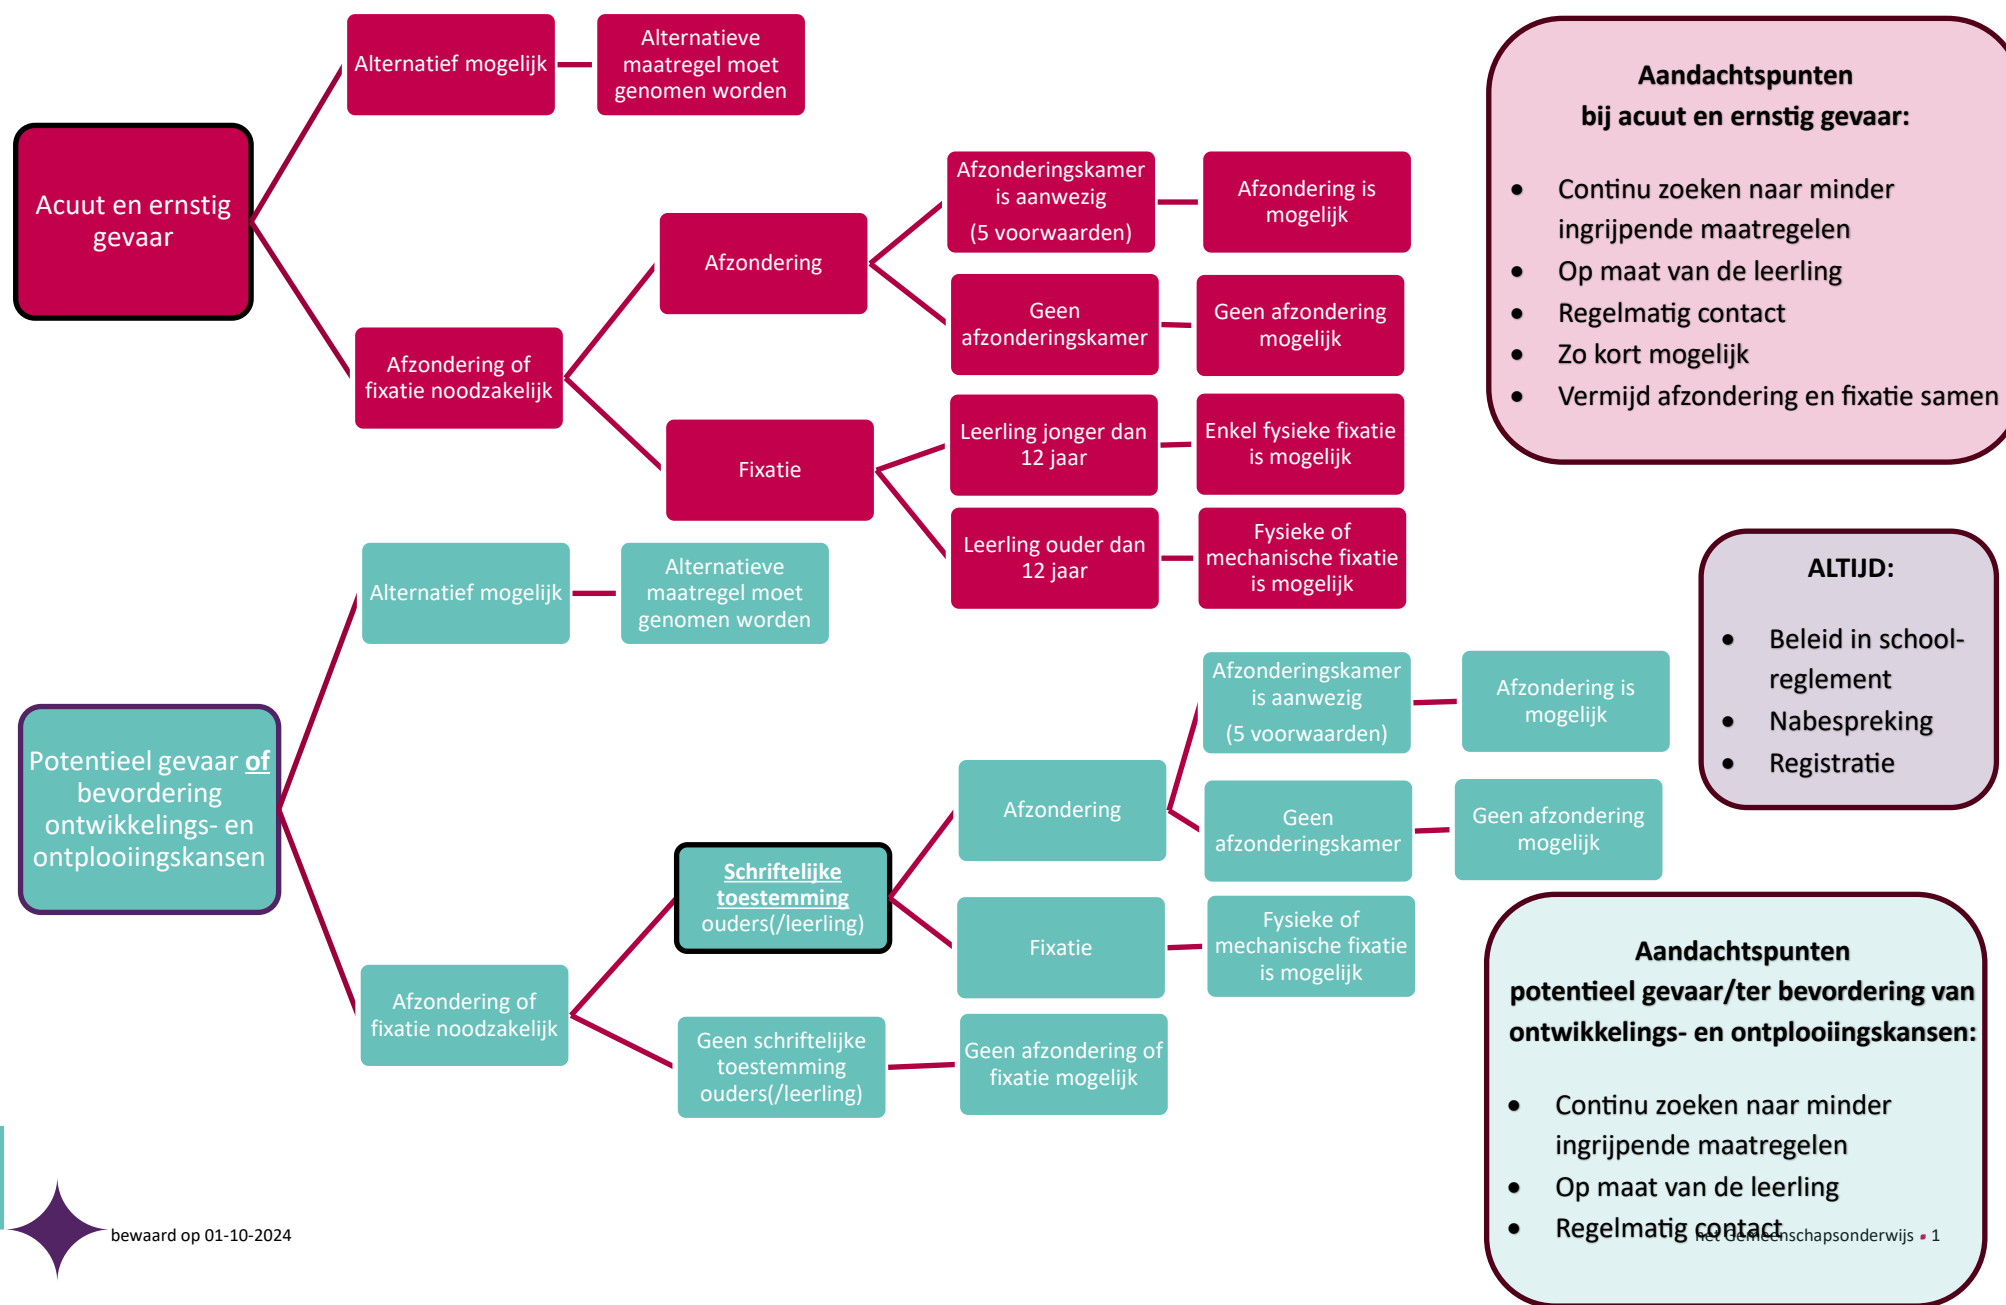 Acuut en ernstig
gevaar
Alternatief mogelijk
Alternatieve
maatregel moet
genomen worden
Afzondering of
fixatie noodzakelijk
Afzondering
Afzonderingskamer
is aanwezig
(5 voorwaarden)
Afzondering is
mogelijk
Geen
afzonderingskamer
Geen afzondering
mogelijk
Fixatie
Leerling jonger dan
12 jaar
Enkel fysieke fixatie
is mogelijk
Leerling ouder dan
12 jaar
Fysieke of
mechanische fixatie
is mogelijk
Potentieel gevaar of
bevordering
ontwikkelings- en
ontplooiingskansen
Alternatief mogelijk
Alternatieve
maatregel moet
genomen worden
Afzondering of
fixatie noodzakelijk
Schriftelijke
toestemming
ouders(/leerling)
Afzondering
Afzonderingskamer
is aanwezig
(5 voorwaarden)
Afzondering is
mogelijk
Geen
afzonderingskamer
Geen afzondering
mogelijk
Fixatie
Fysieke of
mechanische fixatie
is mogelijk
Geen schriftelijke
toestemming
ouders(/leerling)
Geen afzondering of
fixatie mogelijk
Aandachtspunten
bij acuut en ernstig gevaar:
• Continu zoeken naar minder
ingrijpende maatregelen
• Op maat van de leerling
• Regelmatig contact
• Zo kort mogelijk
• Vermijd afzondering en fixatie samen
ALTIJD:
• Beleid in school-
reglement
• Nabespreking
• Registratie
Aandachtspunten
potentieel gevaar/ter bevordering van
ontwikkelings- en ontplooiingskansen:
• Continu zoeken naar minder
ingrijpende maatregelen
• Op maat van de leerling
• Regelmatig contact
bewaard op 01-10-2024
het Gemeenschapsonderwijs • 1